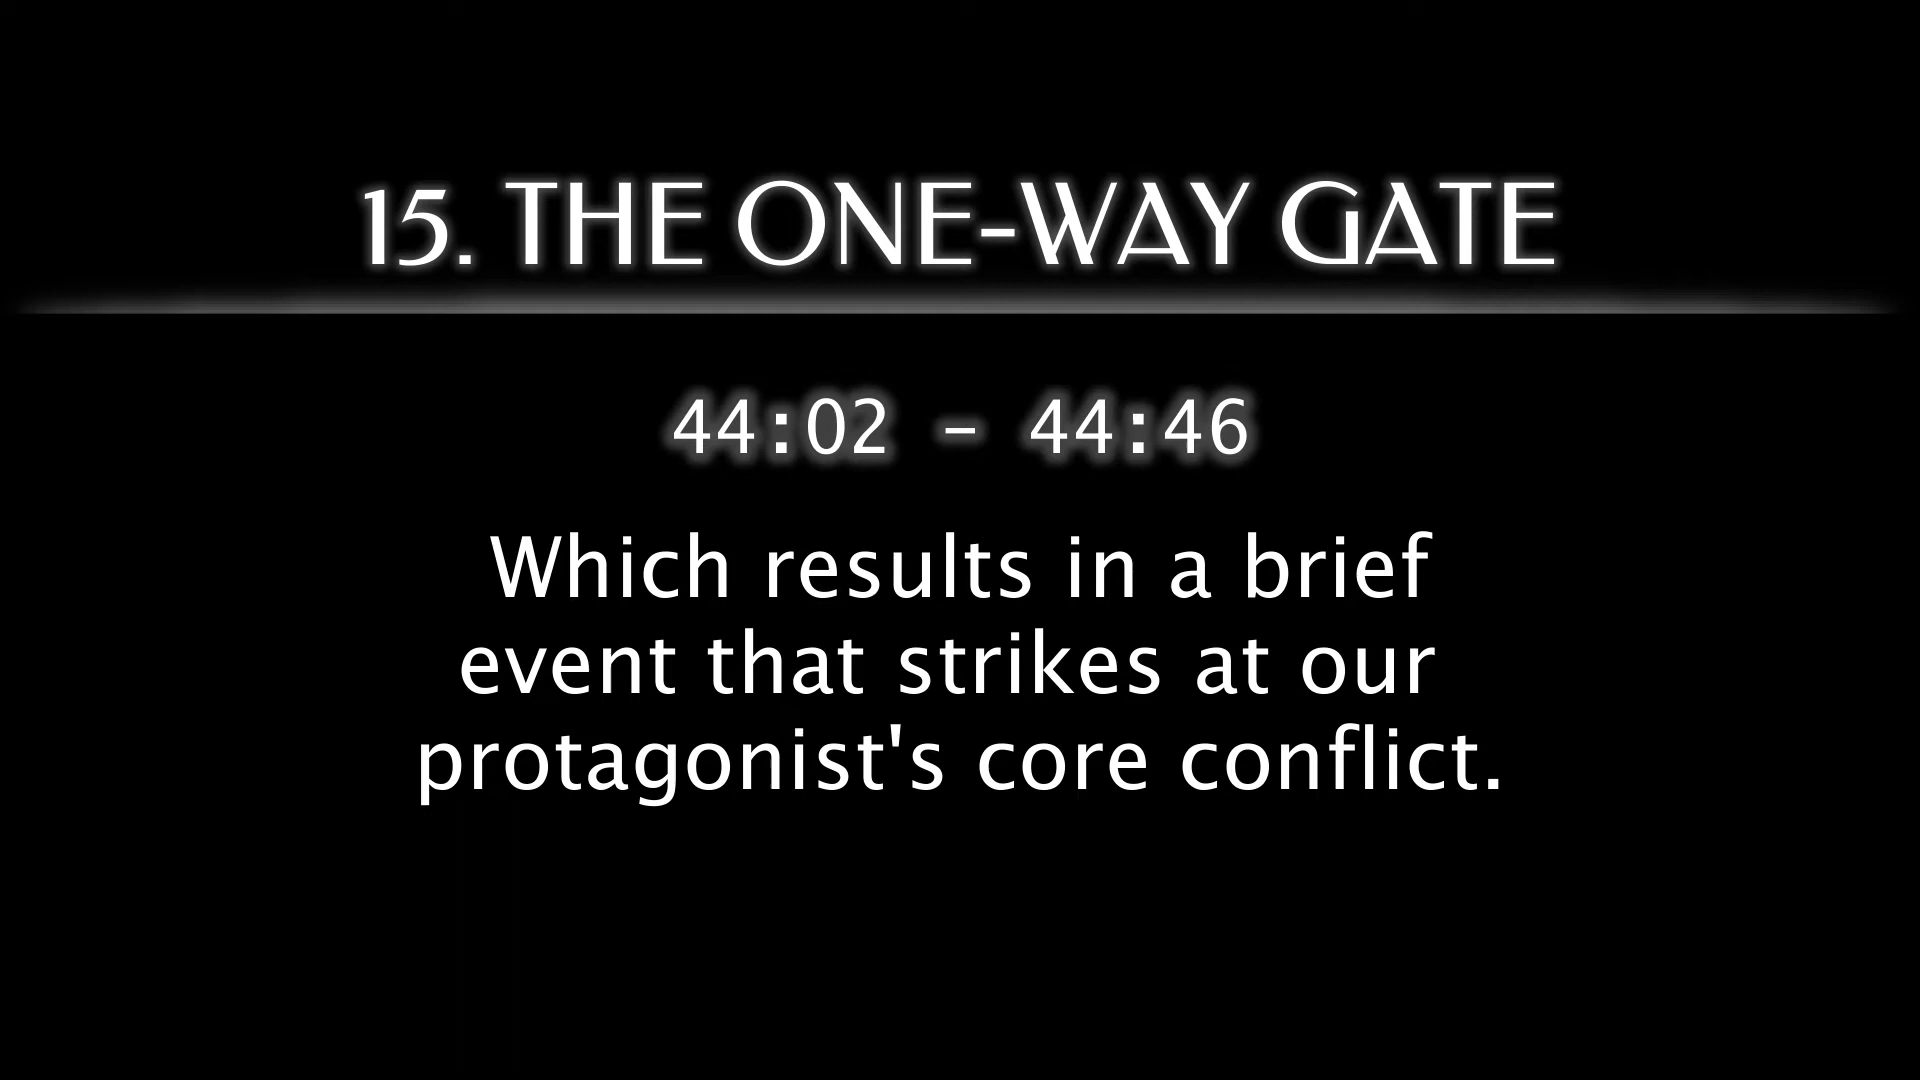 15. THE ONE-WAY GATE
44:02 - 44:46
Which results in a brief
event that strikes at our
protagonist's core conflict.